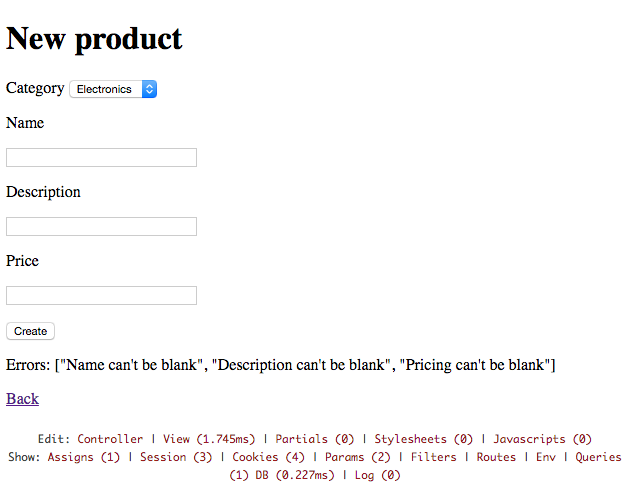 New product
Category Electronics
Name
Description
Price
Create
Errors: ["Name can't be blank", "Description can't be blank", "Pricing can't be blank"]
Back
Edit: Controller | View (1.745ms) | Partials (0) | Stylesheets (0) | Javascripts (0)
Show: Assigns (1) | Session (3) | Cookies (4) | Params (2) | Filters | Routes | Env | Queries
(1) DB (0.227ms) | Log (0)